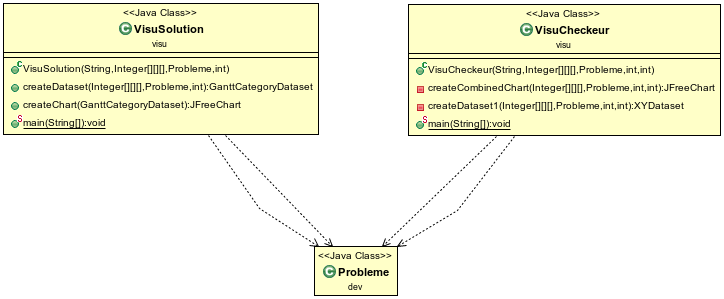 <<Java Class>>
VisuSolution
visu
VisuSolution(String,Integer[][][],Probleme,int)
createDataset(Integer[][][],Probleme,int):GanttCategoryDataset
createChart(GanttCategoryDataset):JFreeChart
main(String[]):void
<<Java Class>>
VisuCheckeur
visu
VisuCheckeur(String,Integer[][][],Probleme,int,int)
createCombinedChart(Integer[][][],Probleme,int,int):JFreeChart
createDataset1(Integer[][][],Probleme,int,int):XYDataset
main(String[]):void
<<Java Class>>
Probleme
dev